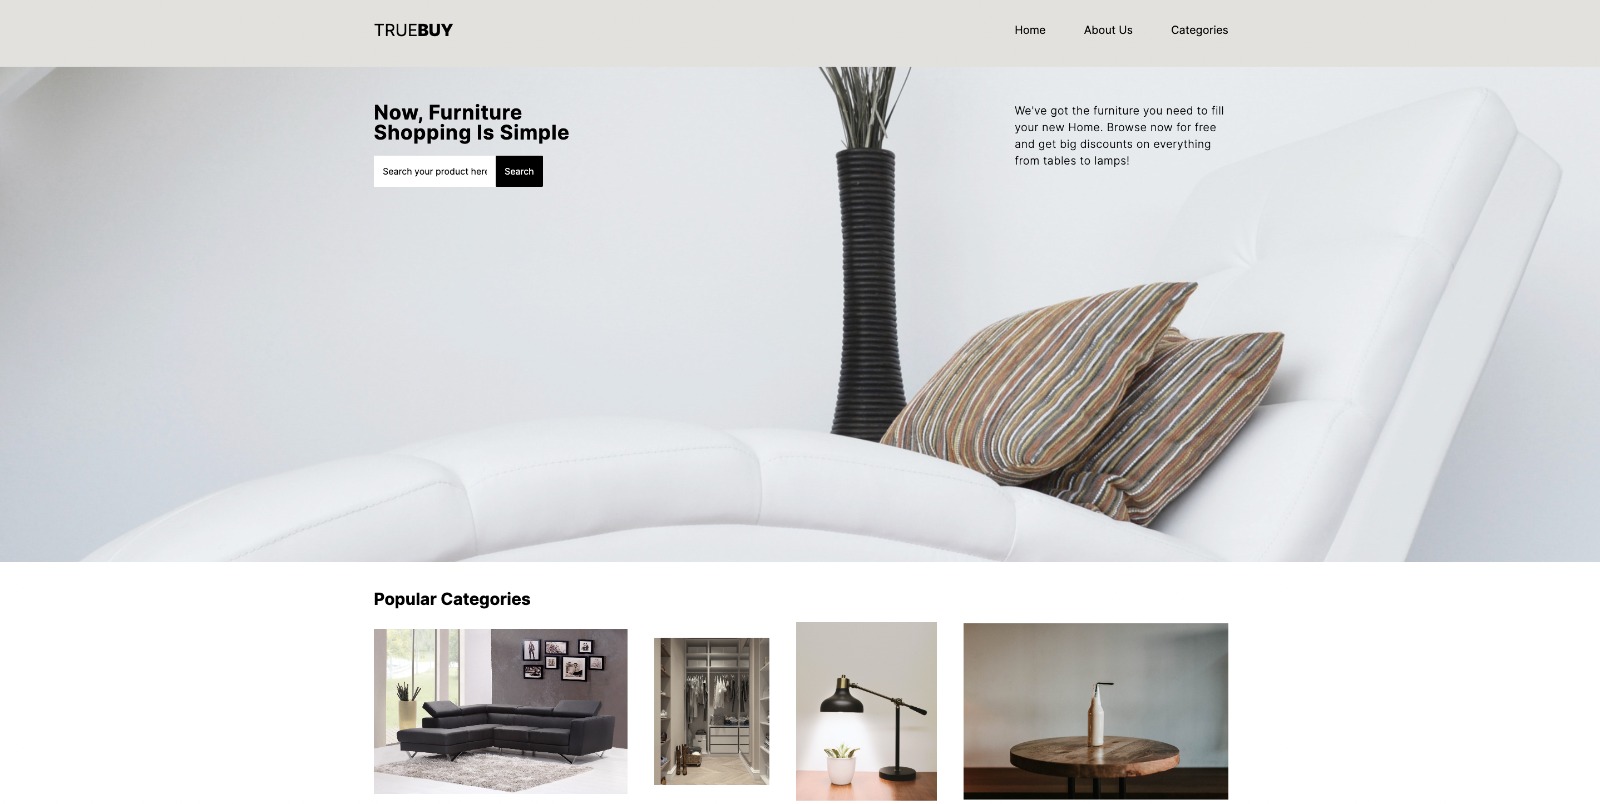 TRUEBUY
Home
About Us
Categories
Now, Furniture
Shopping Is Simple
Search your product here
Search
We've got the furniture you need to fill
your new Home. Browse now for free
and get big discounts on everything
from tables to lamps!
Popular Categories